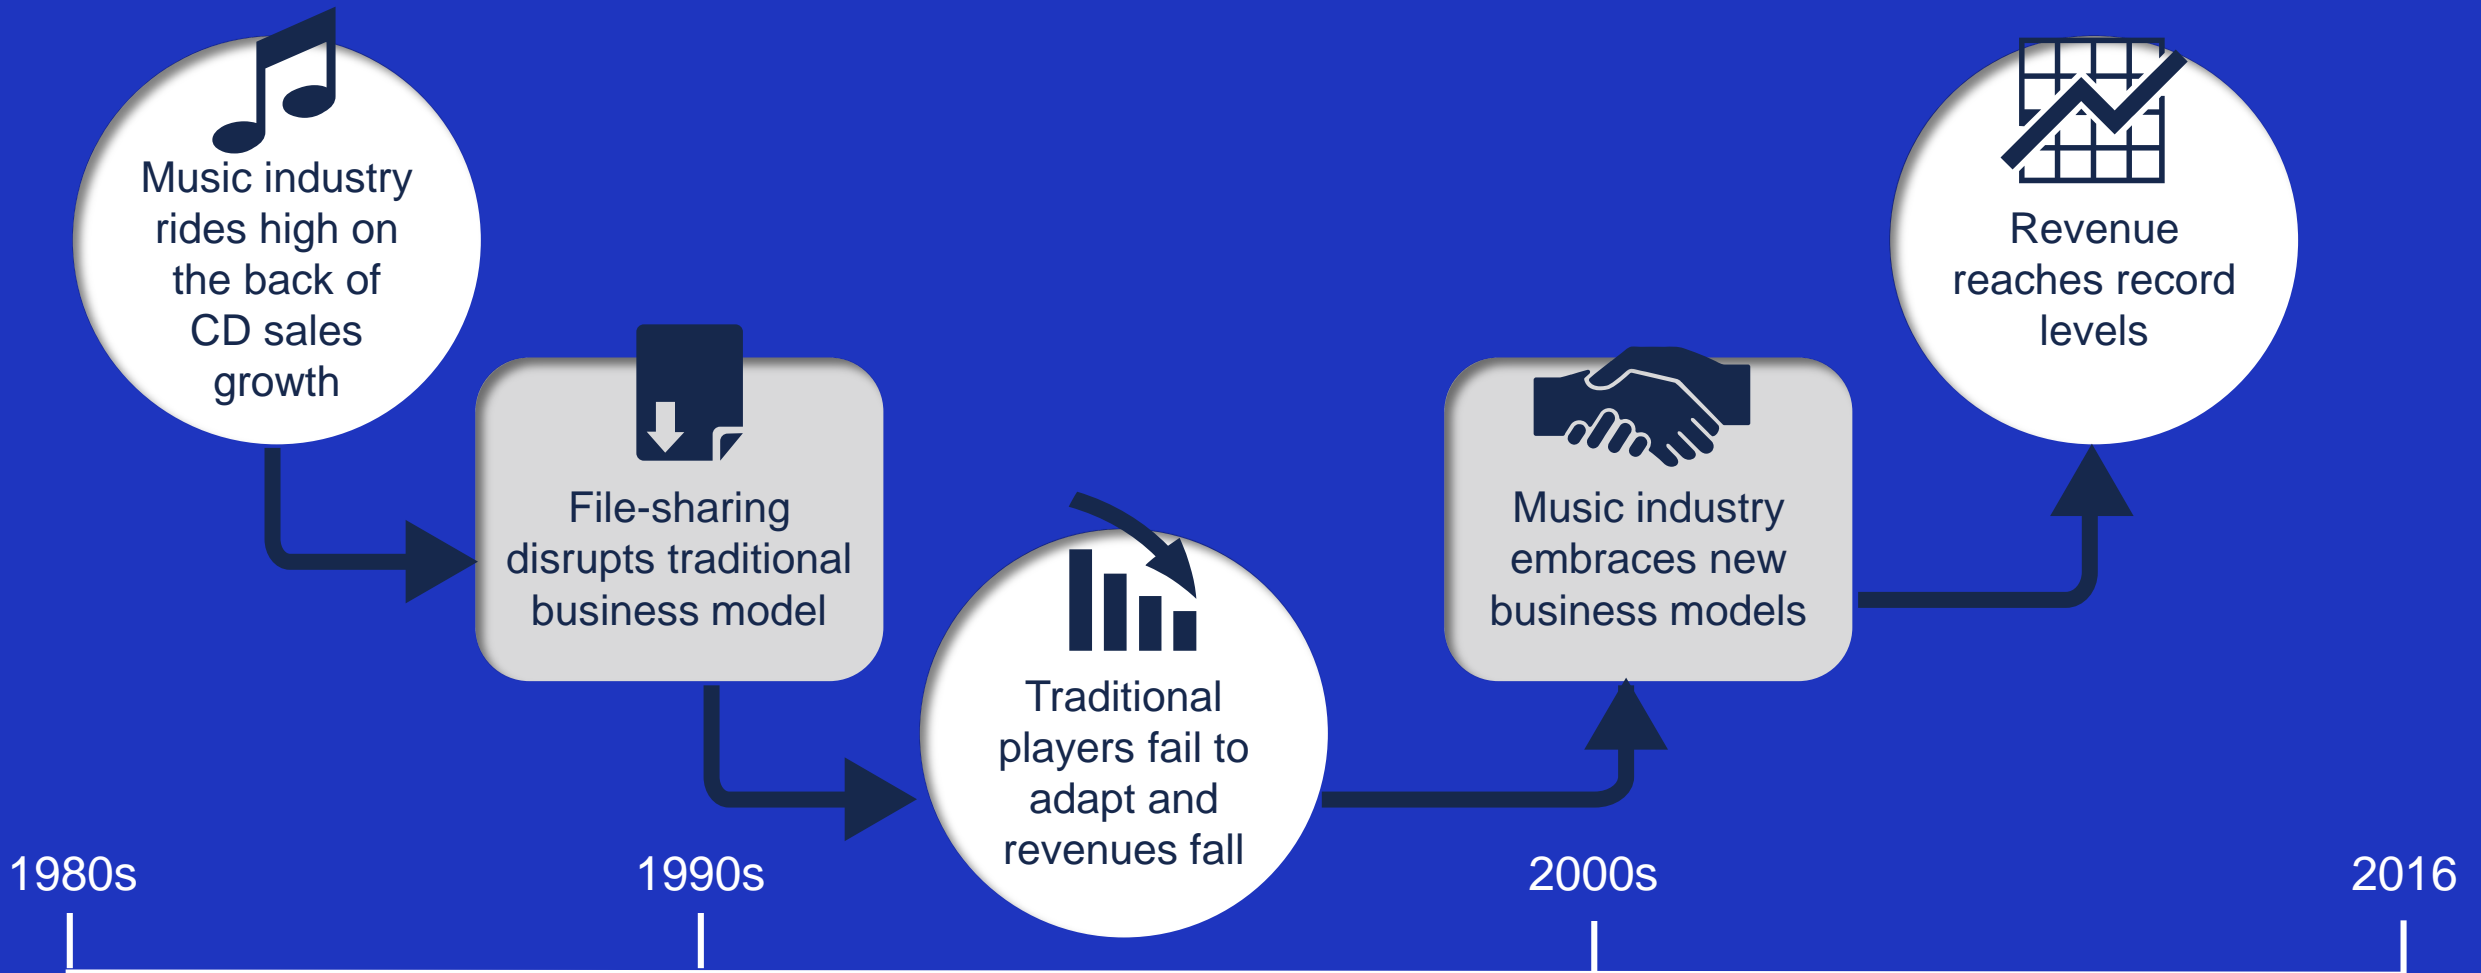 Music industry
rides high on
the back of
CD sales
growth
File-sharing
disrupts traditional
business model
Traditional
players fail to
adapt and
revenues fall
Music industry
embraces new
business models
Revenue
reaches record
levels
1980s
1990s
2000s
2016